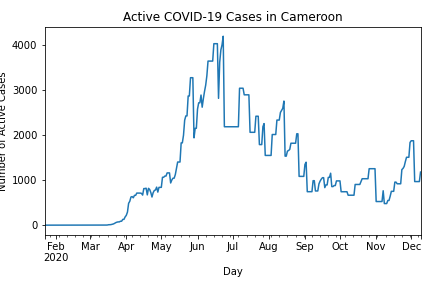 Active COVID-19 Cases in Cameroon
Number of Active Cases
4000
3000
2000
1000
0
Feb Mar Apr May Jun Jul Aug Sep Oct Nov Dec
2020
Day